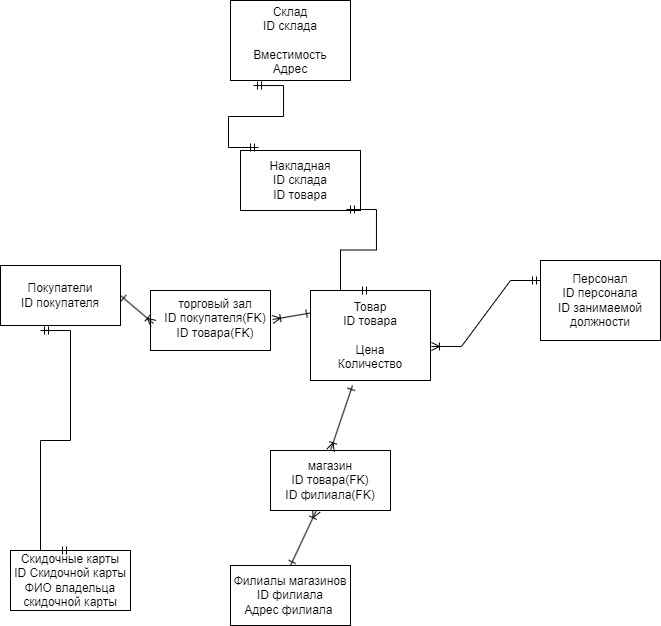 Склад
ID склада
Вместимость
Адрес
Накладная
ID склада
ID товара
Покупатели
ID покупателя
торговый зал
ID покупателя(FK)
ID товара(FK)
Товар
ID товара
Цена
Количество
Персонал
ID персонала
ID занимаемой
должности
магазин
ID товара(FK)
ID филиала(FK)
Скидочные карты
ID Скидочной карты
ФИО владельца
скидочной карты
Филиалы магазинов
ID филиала
Адрес филиала